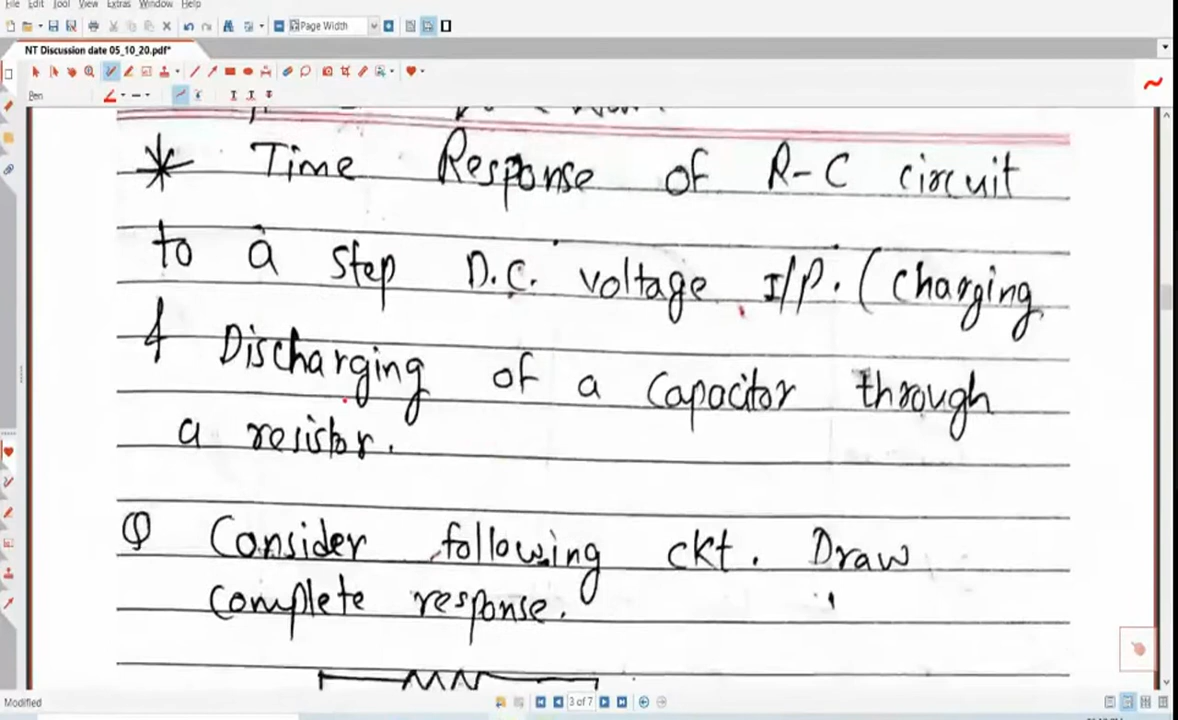 File Edit Tool View Extras Window Help
Page Width
NT Discussion date 05_10_20.pdf*
Pen
* Time Response of R-C circuit
to a step D.C. voltage I/P. (Charging
& Discharging of a Capacitor through
a resistor.
Q Consider following ckt. Draw
complete response.
Modified
3 of 7